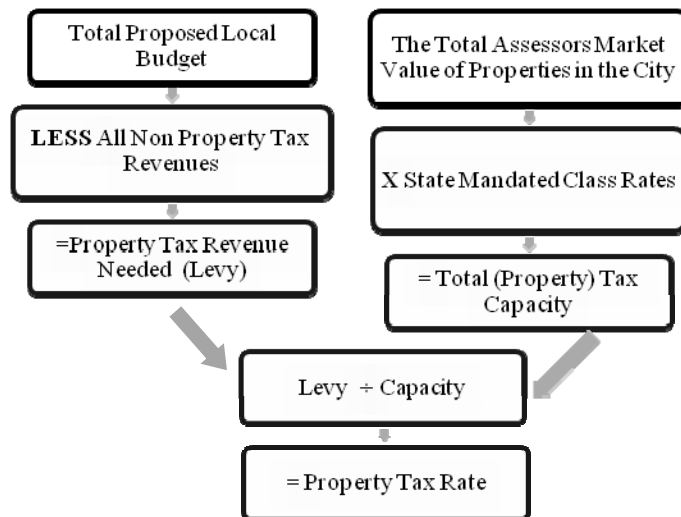 Total Proposed Local
Budget
LESS All Non Property Tax
Revenues
=Property Tax Revenue
Needed (Levy)
The Total Assessors Market
Value of Properties in the City
X State Mandated Class Rates
= Total (Property) Tax
Capacity
Levy ÷ Capacity
= Property Tax Rate